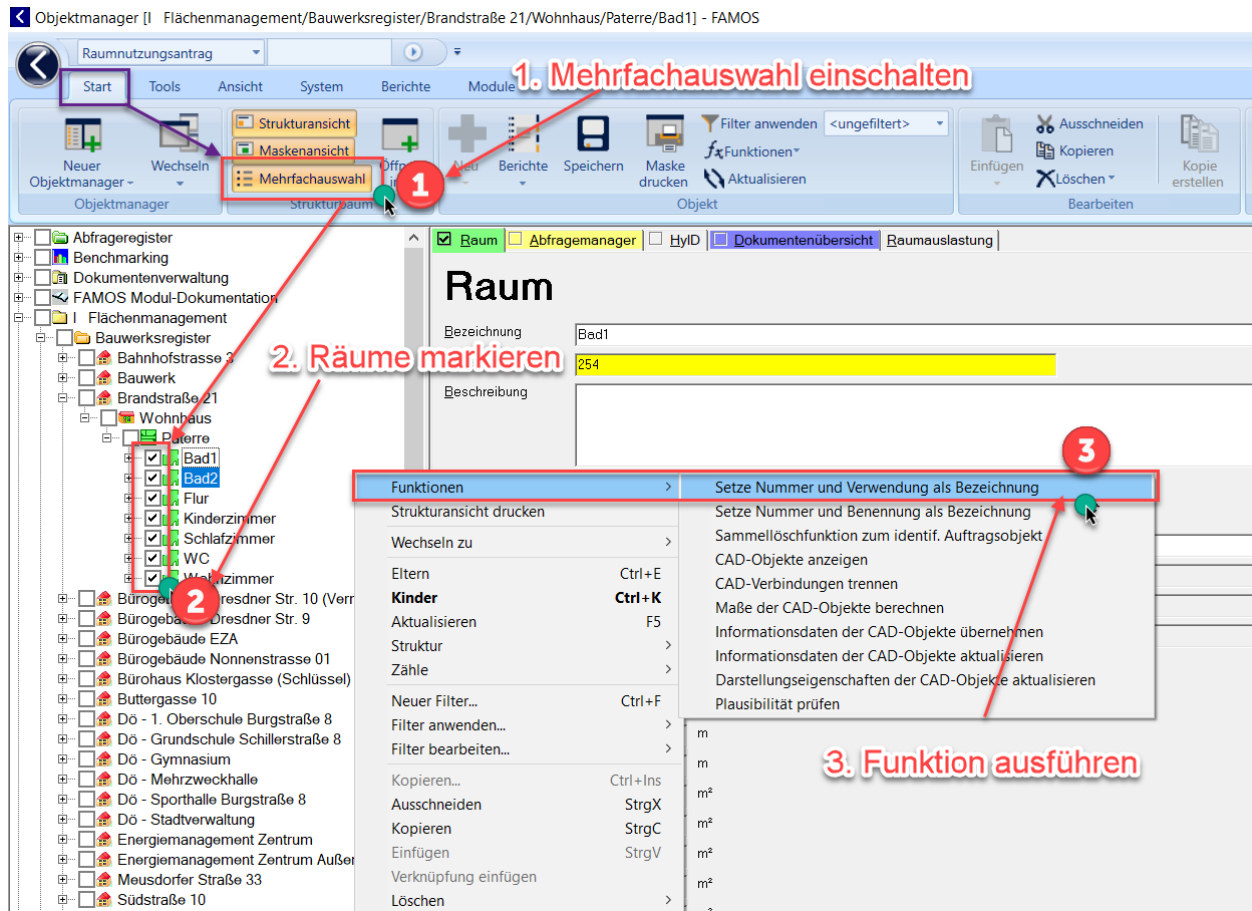 Objektmanager [I Flächenmanagement/Bauwerksregister/Brandstraße 21/Wohnhaus/Paterre/Bad1] - FAMOS
Raumnutzungsantrag
Start Tools Ansicht System Berichte Module
1. Mehrfachauswahl einschalten
Neuer Objektmanager
Wechseln
Objektmanager
Strukturansicht
Maskenansicht
Mehrfachauswahl
Strukturbaum
1
Neu
Berichte
Speichern
Maske drucken
Filter anwenden <ungefiltert>
Funktionen
Aktualisieren
Objekt
Einfügen
Ausschneiden
Kopieren
Löschen
Kopie erstellen
Bearbeiten
Abfrageregister
Benchmarking
Dokumentenverwaltung
FAMOS Modul-Dokumentation
I Flächenmanagement
Bauwerksregister
Bahnhofstrasse 3
Bauwerk
Brandstraße 21
Wohnhaus
Paterre
Bad1
Bad2
Flur
Kinderzimmer
Schlafzimmer
WC
Wohnzimmer
2
Dresdner Str. 10
Dresdner Str. 9
Bürogebäude EZA
Bürogebäude Nonnenstrasse 01
Bürohaus Klostergasse (Schlüssel)
Buttergasse 10
Dö - 1. Oberschule Burgstraße 8
Dö - Grundschule Schillerstraße 8
Dö - Gymnasium
Dö - Mehrzweckhalle
Dö - Sporthalle Burgstraße 8
Dö - Stadtverwaltung
Energiemanagement Zentrum
Energiemanagement Zentrum Außer
Meusdorfer Straße 33
Südstraße 10
2. Räume markieren
Raum Abfragemanager HyID Dokumentenübersicht Raumauslastung
Raum
Bezeichnung Bad1
254
Beschreibung
3
Funktionen
Strukturansicht drucken
Wechseln zu
Eltern Ctrl+E
Kinder Ctrl+K
Aktualisieren F5
Struktur
Zähle
Neuer Filter... Ctrl+F
Filter anwenden...
Filter bearbeiten...
Kopieren... Ctrl+Ins
Ausschneiden StrgX
Kopieren StrgC
Einfügen StrgV
Verknüpfung einfügen
Löschen
Setze Nummer und Verwendung als Bezeichnung
Setze Nummer und Benennung als Bezeichnung
Sammellöschfunktion zum identif. Auftragsobjekt
CAD-Objekte anzeigen
CAD-Verbindungen trennen
Maße der CAD-Objekte berechnen
Informationsdaten der CAD-Objekte übernehmen
Informationsdaten der CAD-Objekte aktualisieren
Darstellungseigenschaften der CAD-Objekte aktualisieren
Plausibilität prüfen
m
m
m²
m²
m²
m²
3. Funktion ausführen